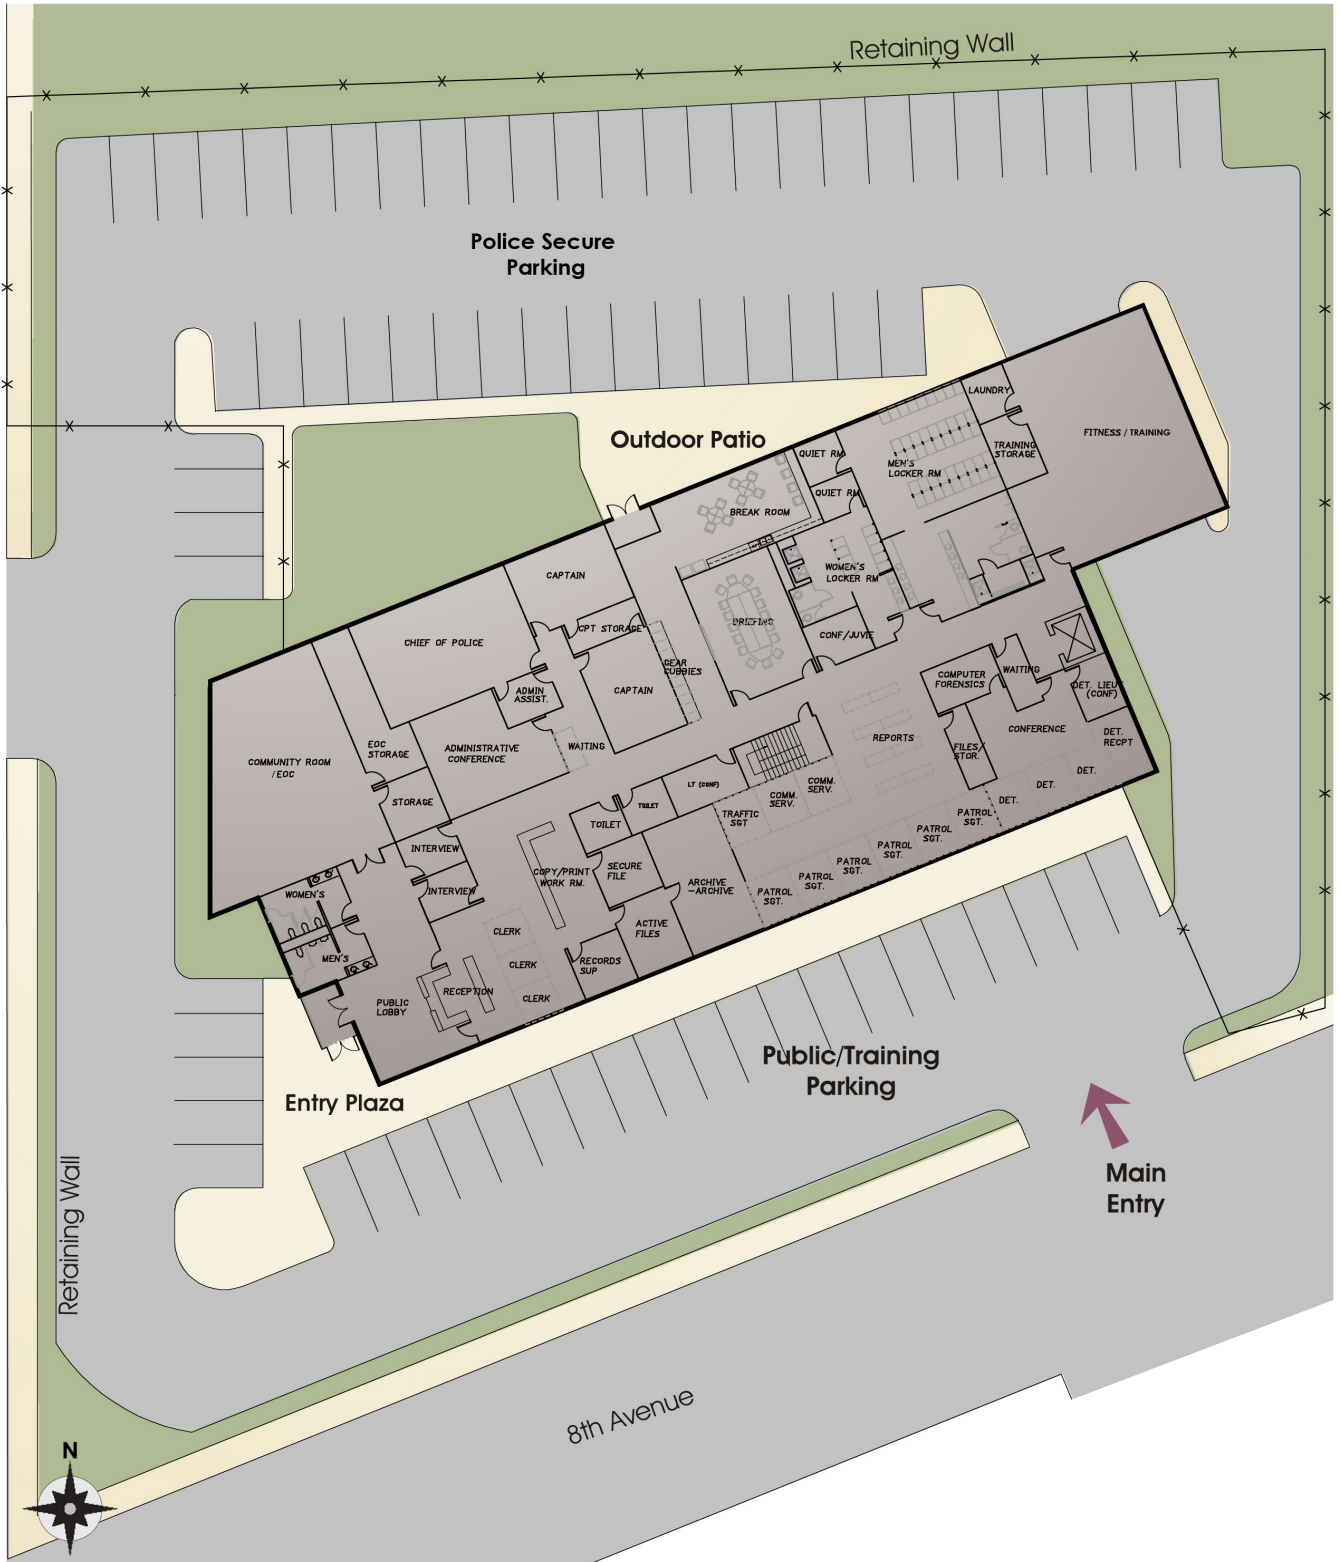 Retaining Wall
Police Secure
Parking
Outdoor Patio
LAUNDRY
FITNESS / TRAINING
TRAINING
STORAGE
QUIET RM
MEN'S
LOCKER RM
QUIET RM
BREAK ROOM
CAPTAIN
WOMEN'S
LOCKER RM
CPT STORAGE
BRIEFING
CONF/JUVIE
CHIEF OF POLICE
GEAR
CUBBIES
COMPUTER
FORENSICS
WAITING
DET. LIEUT
(CONF)
ADMIN
ASSIST.
CAPTAIN
CONFERENCE
DET.
RECPT
EOC
STORAGE
ADMINISTRATIVE
CONFERENCE
WAITING
REPORTS
FILES/
STOR.
COMMUNITY ROOM
/EOC
STORAGE
LT (CONF)
COMM.
SERV.
COMM.
SERV.
DET.
DET.
DET.
TOILET
TOILET
TRAFFIC
SGT
PATROL
SGT.
PATROL
SGT.
PATROL
SGT.
PATROL
SGT.
PATROL
SGT.
PATROL
SGT.
INTERVIEW
INTERVIEW
COPY/PRINT
WORK RM.
SECURE
FILE
ARCHIVE
-ARCHIVE
WOMEN'S
MEN'S
CLERK
CLERK
CLERK
ACTIVE
FILES
RECORDS
SUP
RECEPTION
PUBLIC
LOBBY
Entry Plaza
Public/Training
Parking
Main
Entry
Retaining Wall
8th Avenue
N